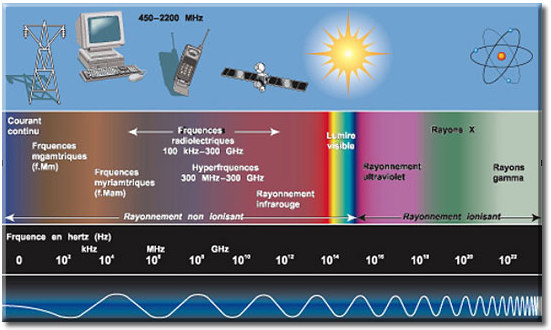 450–2200 MHz
Courant
continu
Frquences
mgamtriques
(f.Mm)
Frquences
myriamtriques
(f.Mam)
Frquences
radiolectriques
100 kHz–300 GHz
Hyperfrquences
300 MHz–300 GHz
Rayonnement
infrarouge
Lumire
visible
Rayonnement
ultraviolet
Rayons X
Rayons
gamma
Rayonnement non ionisant
Rayonnement ionisant
Frquence en hertz (Hz)
kHz MHz GHz
0 10² 10⁴ 10⁶ 10⁸ 10¹⁰ 10¹² 10¹⁴ 10¹⁶ 10¹⁸ 10²⁰ 10²²